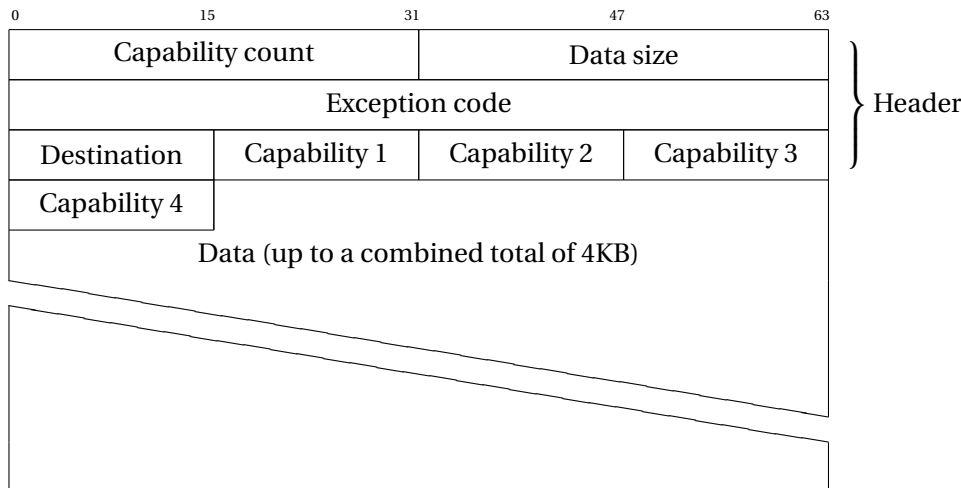 0 15 31 47 63
Capability count Data size
Exception code
Header
Destination Capability 1 Capability 2 Capability 3
Capability 4
Data (up to a combined total of 4KB)